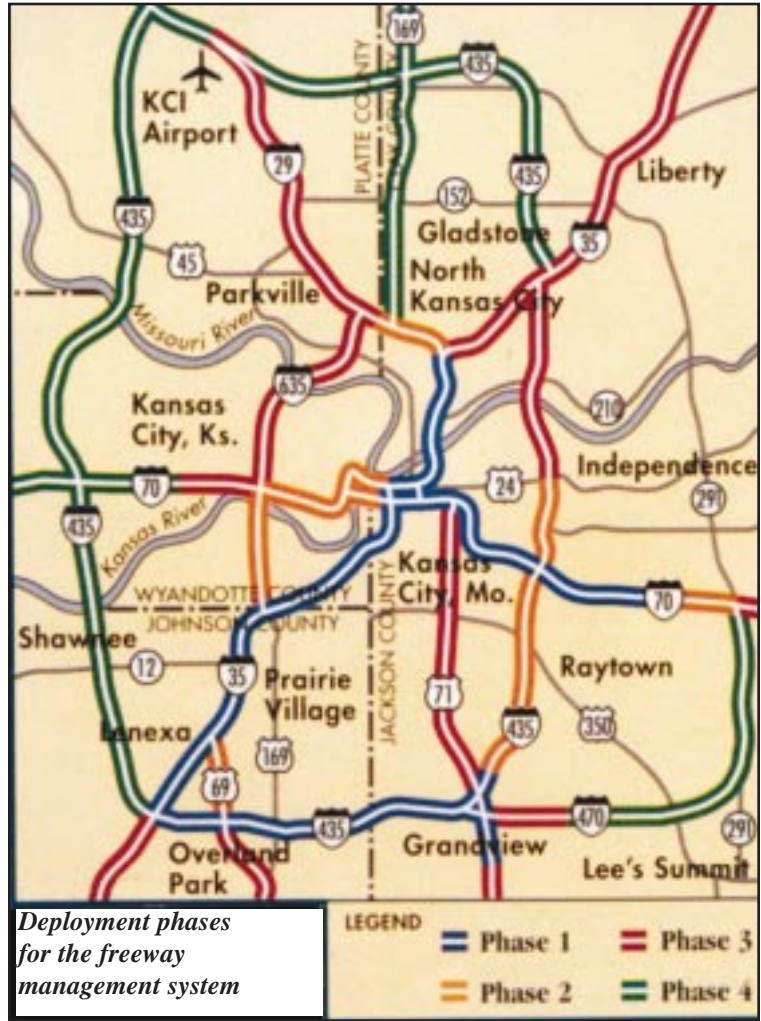 169
435
PLATTE COUNTY
CLAY COUNTY
KCI
Airport
29
435
Liberty
152
435
Gladstone
35
45
North
Kansas City
Parkville
Missouri River
635
Kansas
City, Ks.
210
Independence
70
24
291
435
Kansas River
Kansas
City, Mo.
WYANDOTTE COUNTY
JOHNSON COUNTY
70
Shawnee
12
35
Prairie
Village
JACKSON COUNTY
71
Raytown
435
350
Lenexa
169
69
435
470
291
Overland
Park
Grandview
Lee's Summit
Deployment phases
for the freeway
management system
LEGEND
Phase 1
Phase 3
Phase 2
Phase 4